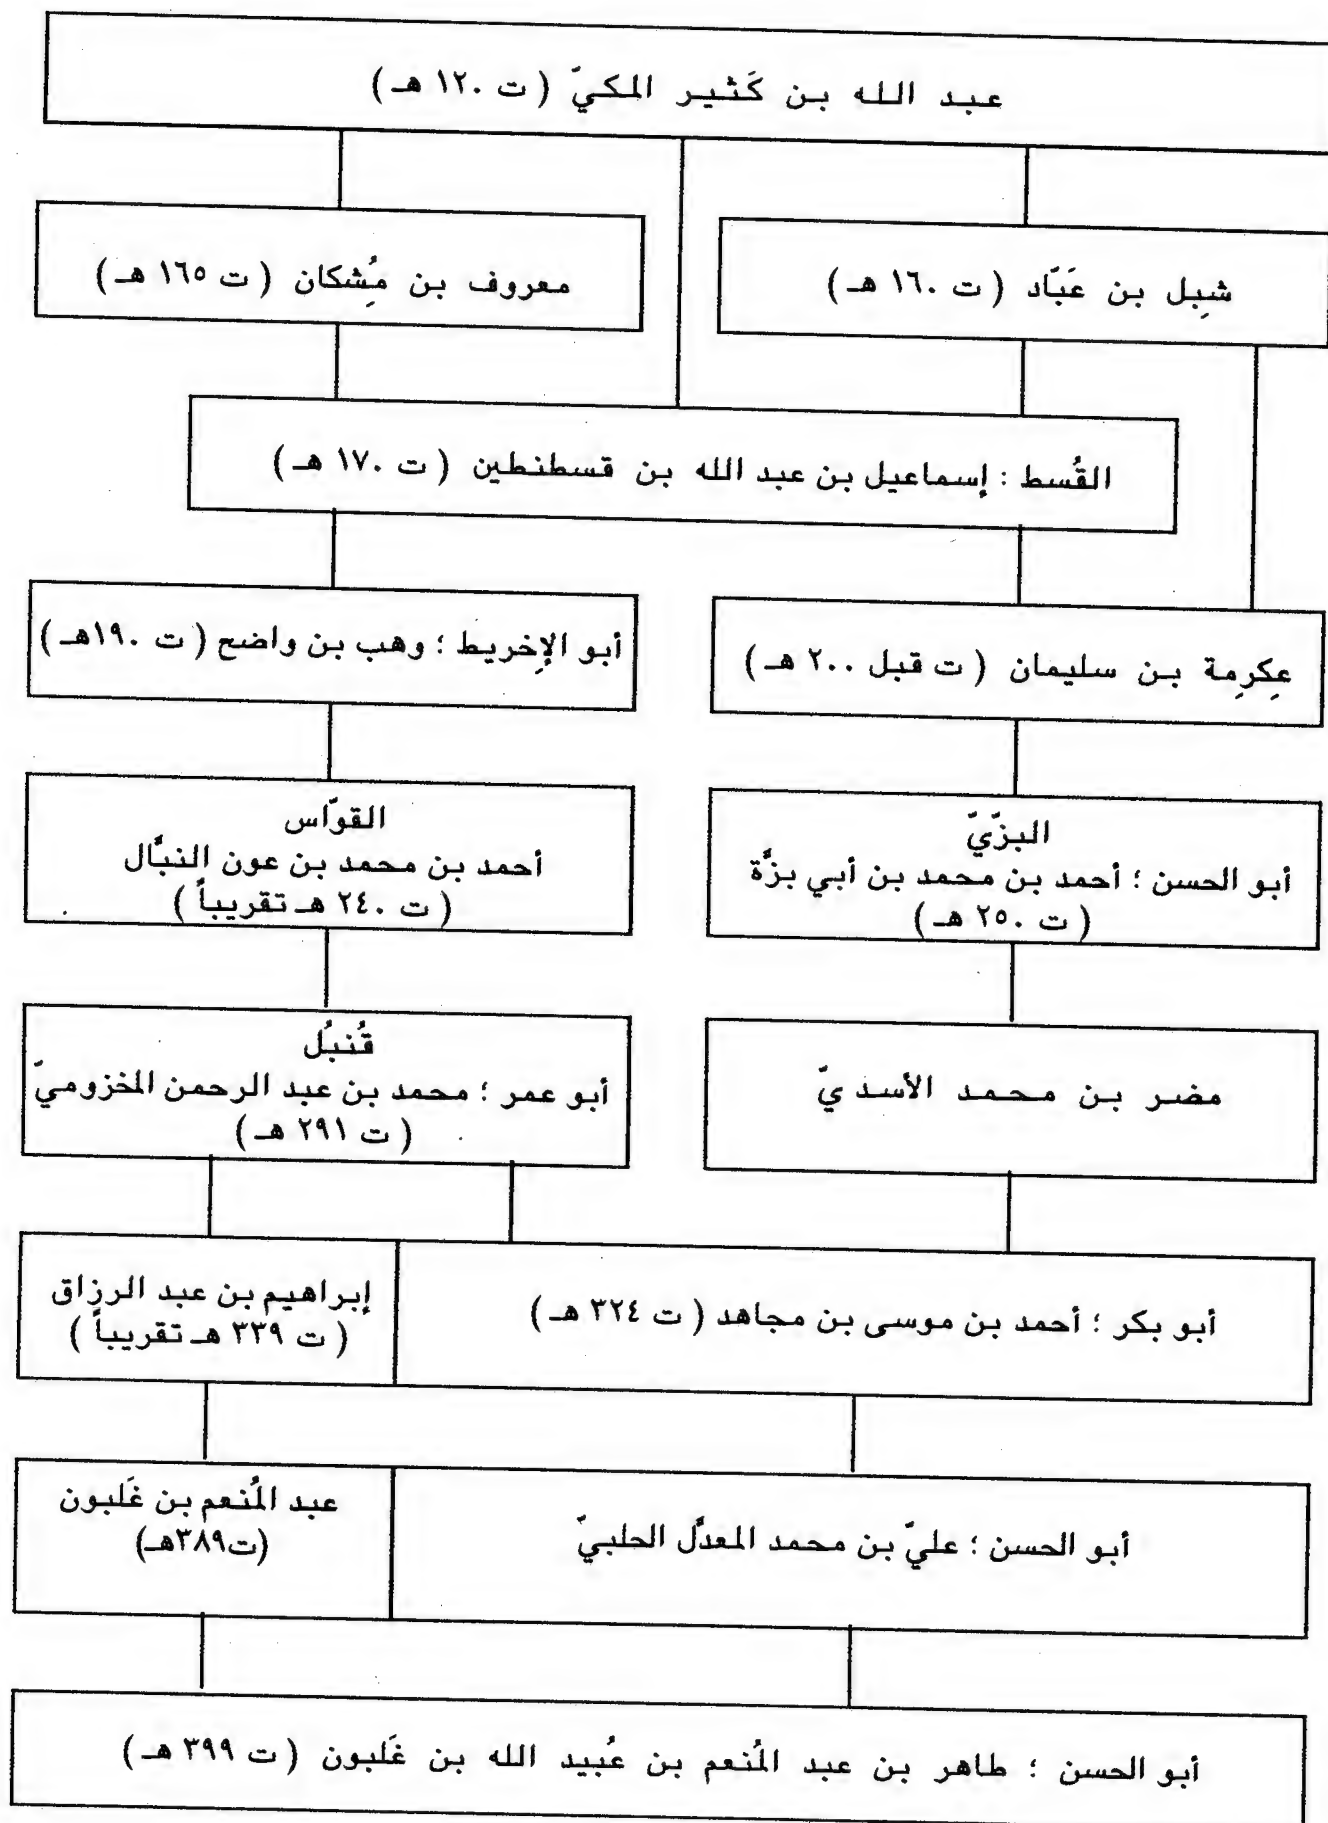 عبد الله بن كَثير المكيّ ( ت ١٢٠ هـ )
شِبل بن عَبّاد ( ت ١٦٠ هـ )
معروف بن مُشكان ( ت ١٦٥ هـ )
القُسط : إسماعيل بن عبد الله بن قسطنطين ( ت ١٧٠ هـ )
عِكرِمة بن سليمان ( ت قبل ٢٠٠ هـ )
أبو الإخريط ؛ وهب بن واضح ( ت ١٩٠هـ )
البزّيّ
أبو الحسن ؛ أحمد بن محمد بن أبي بزَّة
( ت ٢٥٠ هـ )
القوّاس
أحمد بن محمد بن عون النبَّال
( ت ٢٤٠ هـ تقريباً )
مضر بن محمد الأسديّ
قُنبُل
أبو عمر ؛ محمد بن عبد الرحمن المخزوميّ
( ت ٢٩١ هـ )
أبو بكر ؛ أحمد بن موسى بن مجاهد ( ت ٣٢٤ هـ )
إبراهيم بن عبد الرزاق
( ت ٣٣٩ هـ تقريباً )
أبو الحسن ؛ عليّ بن محمد المعدَّل الحلبيّ
عبد المُنعم بن غَلبون
(ت٣٨٩هـ)
أبو الحسن ؛ طاهر بن عبد المُنعم بن عُبيد الله بن غَلبون ( ت ٣٩٩ هـ )